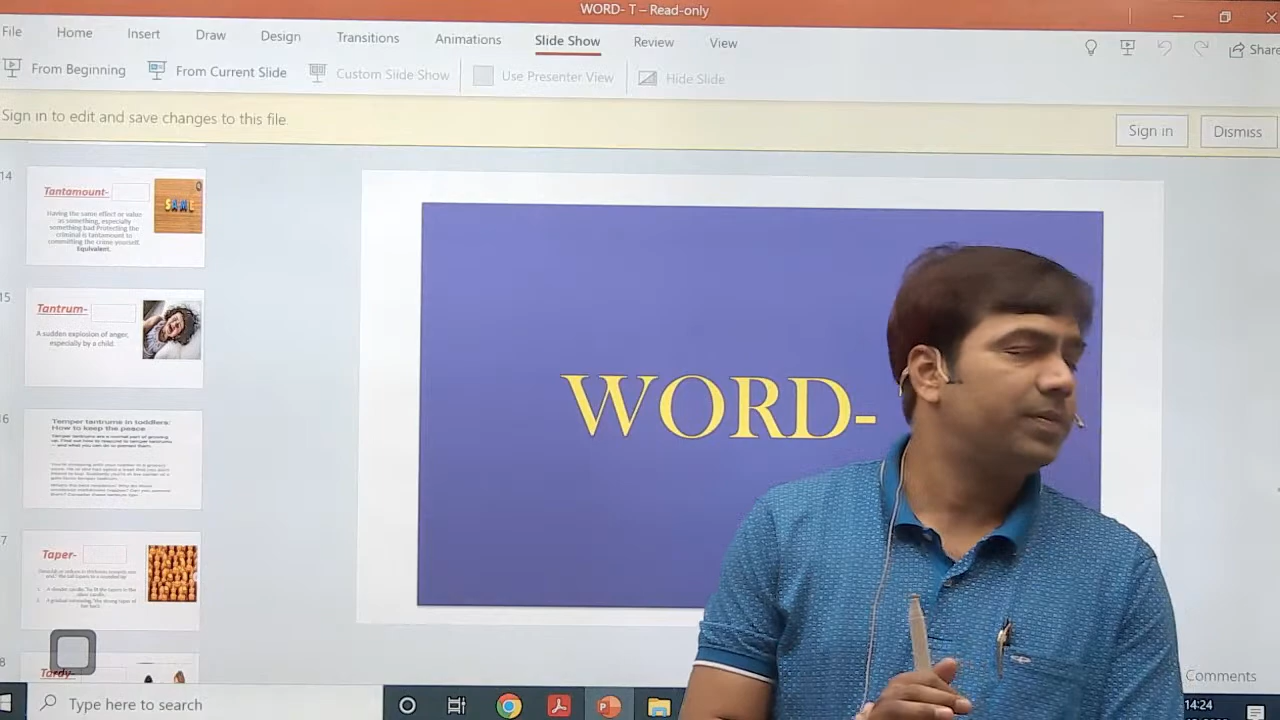 WORD- T – Read-only
File Home Insert Draw Design Transitions Animations Slide Show Review View Share
From Beginning From Current Slide Custom Slide Show Use Presenter View Hide Slide
Sign in to edit and save changes to this file
Sign in Dismiss
14
Tantamount-
Having the same effect or value
as something, especially
something bad Protecting the
criminal is tantamount to
committing the crime yourself.
Equivalent.
15
Tantrum-
A sudden explosion of anger,
especially by a child.
16
Temper tantrums in toddlers:
How to keep the peace
7
Taper-
8
Tardy-
WORD-
Comments
Type here to search
14:24